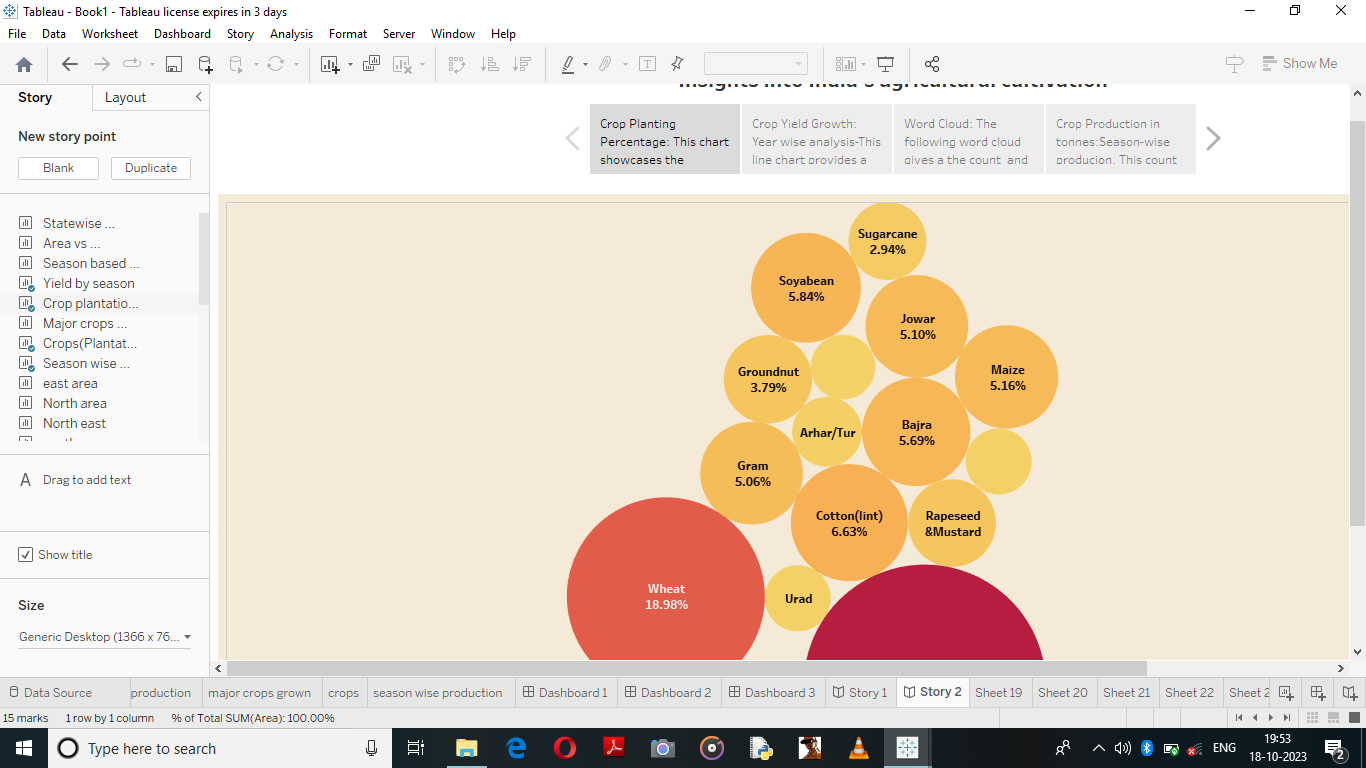 Tableau - Book1 - Tableau license expires in 3 days
File Data Worksheet Dashboard Story Analysis Format Server Window Help
Show Me
Story Layout
New story point
Blank Duplicate
Statewise ...
Area vs ...
Season based ...
Yield by season
Crop plantatio...
Major crops ...
Crops(Plantat...
Season wise ...
east area
North area
North east
A Drag to add text
Show title
Size
Generic Desktop (1366 x 76...
Insights into India's agricultural cultivation
Crop Planting
Percentage: This chart
showcases the
Crop Yield Growth:
Year wise analysis-This
line chart provides a
Word Cloud: The
following word cloud
gives a the count and
Crop Production in
tonnes:Season-wise
producion. This count
Sugarcane
2.94%
Soyabean
5.84%
Jowar
5.10%
Groundnut
3.79%
Maize
5.16%
Arhar/Tur
Bajra
5.69%
Gram
5.06%
Cotton(lint)
6.63%
Rapeseed
&Mustard
Wheat
18.98%
Urad
Data Source production major crops grown crops season wise production Dashboard 1 Dashboard 2 Dashboard 3 Story 1 Story 2 Sheet 19 Sheet 20 Sheet 21 Sheet 22 Sheet 2
15 marks 1 row by 1 column % of Total SUM(Area): 100.00%
Type here to search
ENG
19:53
18-10-2023
2